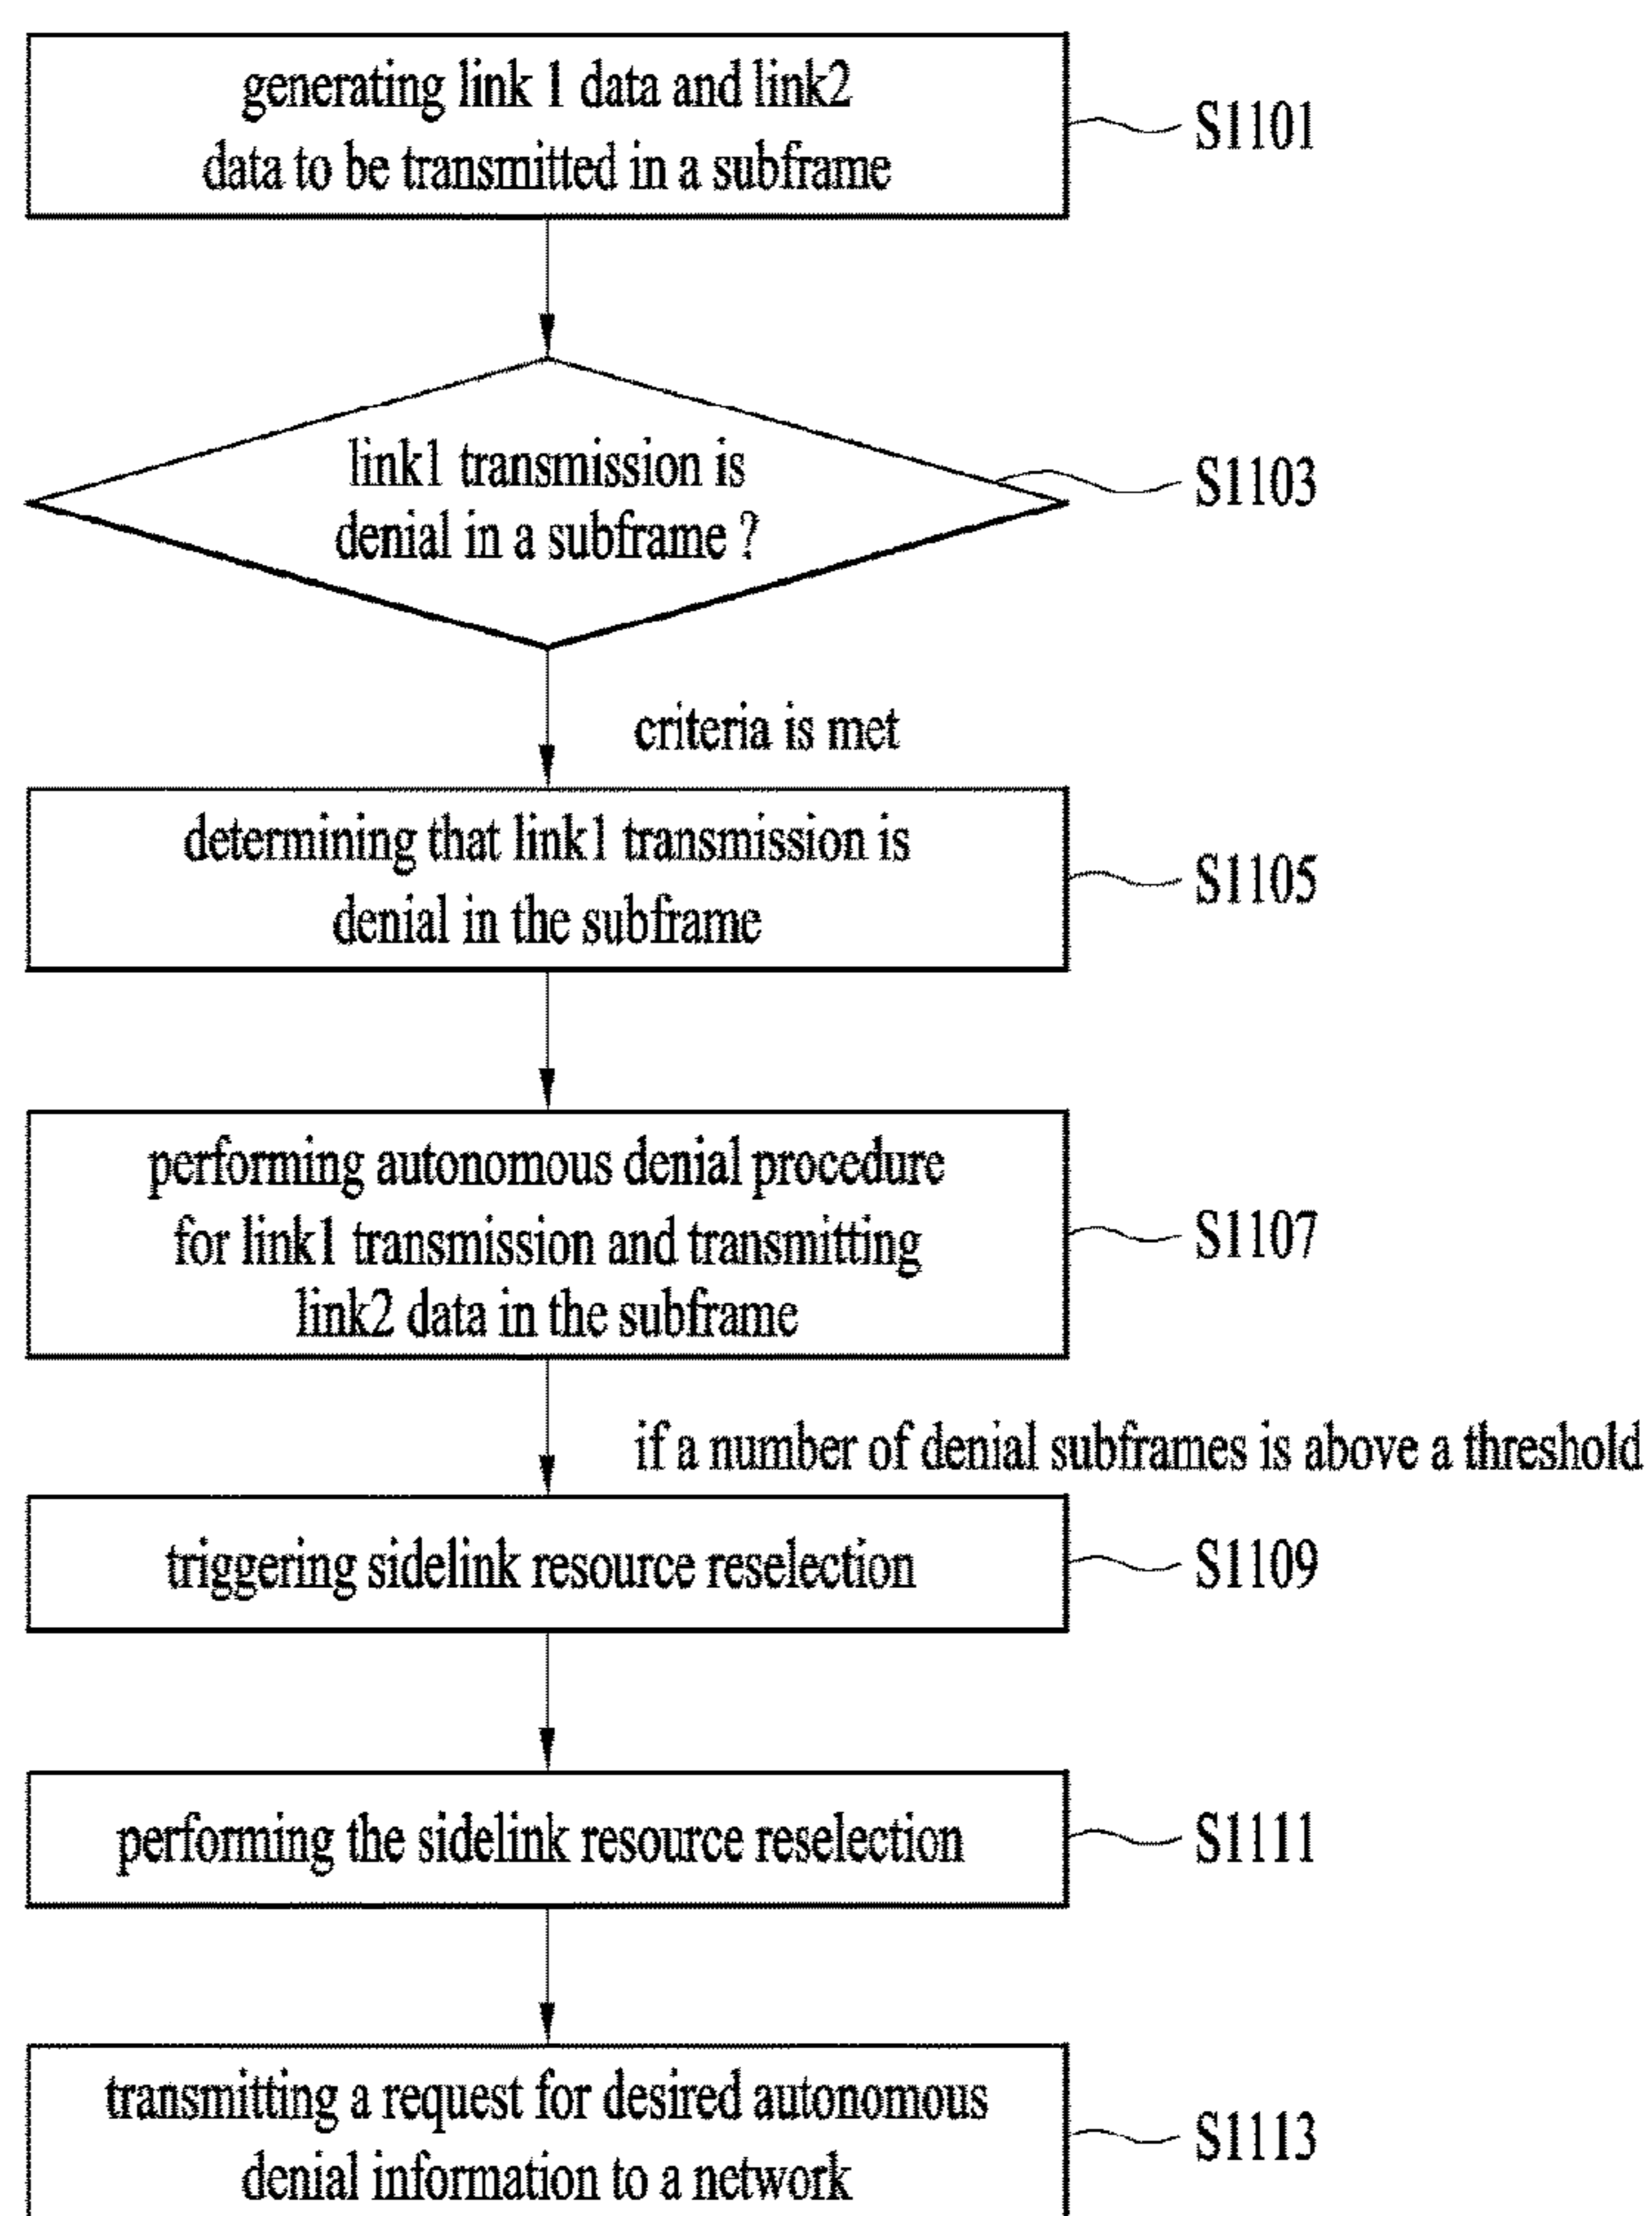 generating link 1 data and link2
data to be transmitted in a subframe
S1101
link1 transmission is
denial in a subframe ?
S1103
criteria is met
determining that link1 transmission is
denial in the subframe
S1105
performing autonomous denial procedure
for link1 transmission and transmitting
link2 data in the subframe
S1107
if a number of denial subframes is above a threshold
triggering sidelink resource reselection
S1109
performing the sidelink resource reselection
S1111
transmitting a request for desired autonomous
denial information to a network
S1113